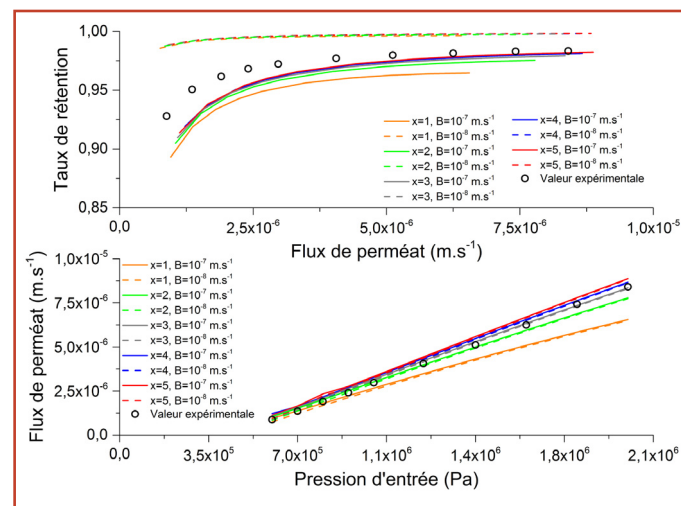 1,00
0,95
0,90
0,85
Taux de rétention
x=1, B=10⁻⁷ m.s⁻¹
x=1, B=10⁻⁸ m.s⁻¹
x=2, B=10⁻⁷ m.s⁻¹
x=2, B=10⁻⁸ m.s⁻¹
x=3, B=10⁻⁷ m.s⁻¹
x=3, B=10⁻⁸ m.s⁻¹
x=4, B=10⁻⁷ m.s⁻¹
x=4, B=10⁻⁸ m.s⁻¹
x=5, B=10⁻⁷ m.s⁻¹
x=5, B=10⁻⁸ m.s⁻¹
Valeur expérimentale
0,0 2,5x10⁻⁶ 5,0x10⁻⁶ 7,5x10⁻⁶ 1,0x10⁻⁵
Flux de perméat (m.s⁻¹)
1,0x10⁻⁵
7,5x10⁻⁶
5,0x10⁻⁶
2,5x10⁻⁶
0,0
Flux de perméat (m.s⁻¹)
x=1, B=10⁻⁷ m.s⁻¹
x=1, B=10⁻⁸ m.s⁻¹
x=2, B=10⁻⁷ m.s⁻¹
x=2, B=10⁻⁸ m.s⁻¹
x=3, B=10⁻⁷ m.s⁻¹
x=3, B=10⁻⁸ m.s⁻¹
x=4, B=10⁻⁷ m.s⁻¹
x=4, B=10⁻⁸ m.s⁻¹
x=5, B=10⁻⁷ m.s⁻¹
x=5, B=10⁻⁸ m.s⁻¹
Valeur expérimentale
0,0 3,5x10⁵ 7,0x10⁵ 1,1x10⁶ 1,4x10⁶ 1,8x10⁶ 2,1x10⁶
Pression d'entrée (Pa)